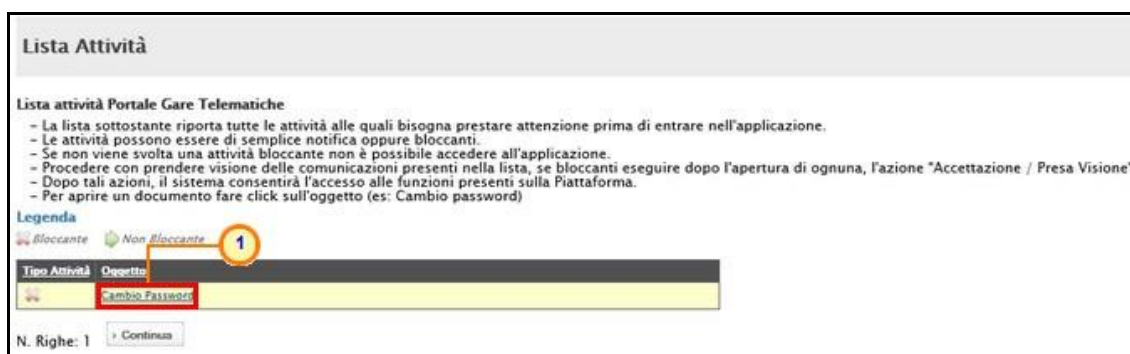 Lista Attività
Lista attività Portale Gare Telematiche
- La lista sottostante riporta tutte le attività alle quali bisogna prestare attenzione prima di entrare nell'applicazione.
- Le attività possono essere di semplice notifica oppure bloccanti.
- Se non viene svolta una attività bloccante non è possibile accedere all'applicazione.
- Procedere con prendere visione delle comunicazioni presenti nella lista, se bloccanti eseguire dopo l'apertura di ognuna, l'azione "Accettazione / Presa Visione"
- Dopo tali azioni, il sistema consentirà l'accesso alle funzioni presenti sulla Piattaforma.
- Per aprire un documento fare click sull'oggetto (es: Cambio password)
Legenda
Bloccante Non Bloccante
1
Tipo Attività Oggetto
Cambio Password
N. Righe: 1 › Continua